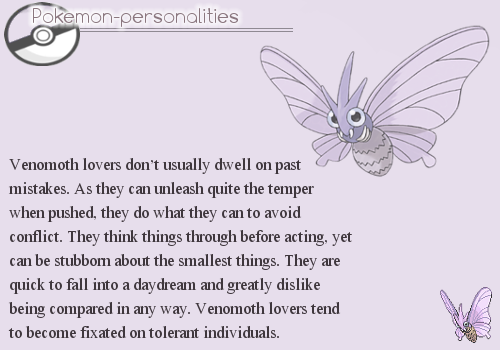 Pokemon-personalities
Venomoth lovers don't usually dwell on past
mistakes. As they can unleash quite the temper
when pushed, they do what they can to avoid
conflict. They think things through before acting, yet
can be stubborn about the smallest things. They are
quick to fall into a daydream and greatly dislike
being compared in any way. Venomoth lovers tend
to become fixated on tolerant individuals.